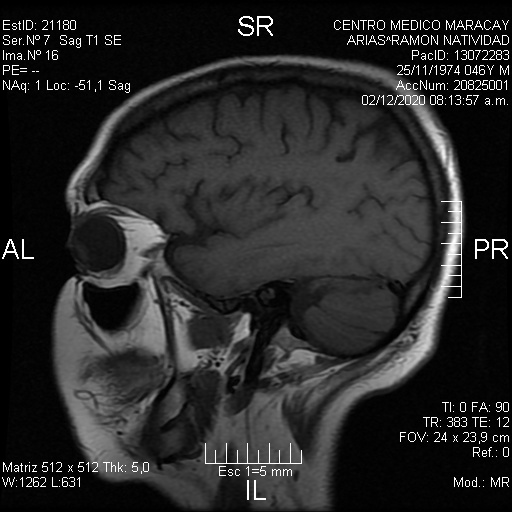 EstID: 21180
Ser.Nº 7 Sag T1 SE
Ima.Nº 16
PE= --
NAq: 1 Loc: -51,1 Sag
SR
CENTRO MEDICO MARACAY
ARIAS^RAMON NATIVIDAD
PacID: 13072283
25/11/1974 046Y M
AccNum: 20825001
02/12/2020 08:13:57 a.m.
AL
PR
TI: 0 FA: 90
TR: 383 TE: 12
FOV: 24 x 23,9 cm
Ref.: 0
Mod.: MR
Matriz 512 x 512 Thk: 5,0
W:1262 L:631
Esc 1=5 mm
IL